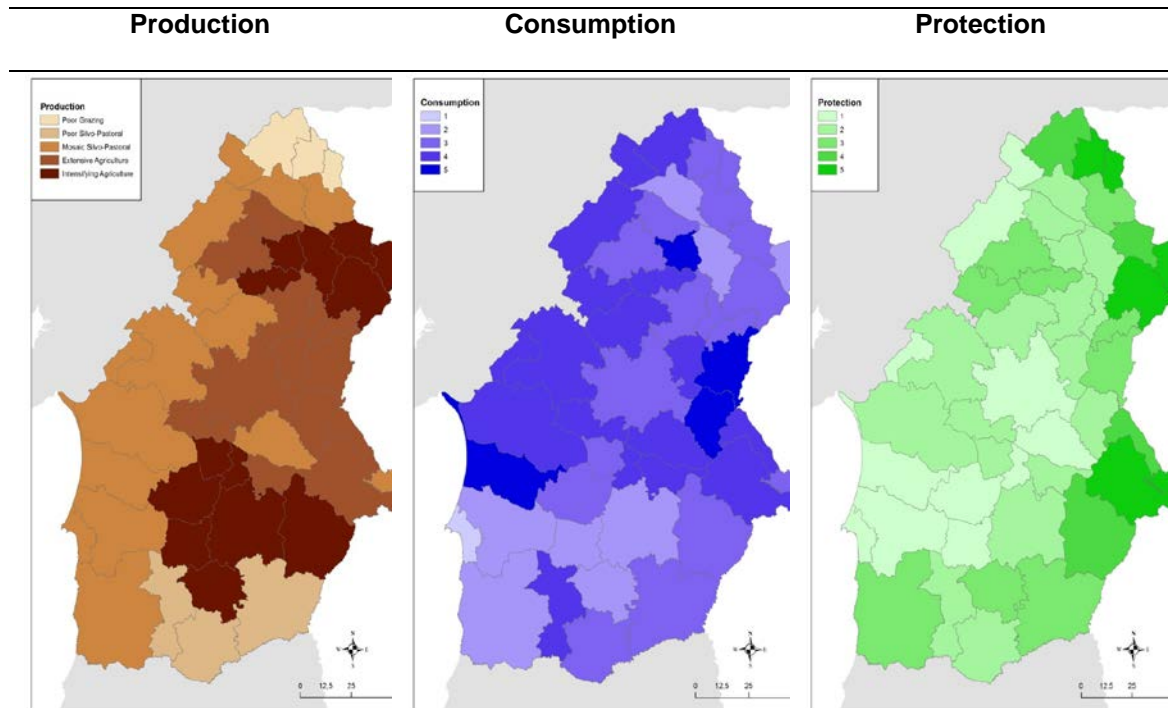 Production Consumption Protection
Production
Poor Grazing
Poor Silvo-Pastoral
Mosaic Silvo-Pastoral
Extensive Agriculture
Intensifying Agriculture
N
W E
S
0 12,5 25
Consumption
1
2
3
4
5
N
W E
S
0 12.5 25
Protection
1
2
3
4
5
N
W E
S
0 12.5 25